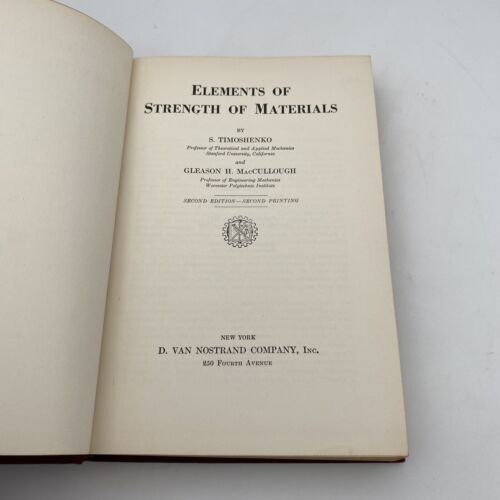 ELEMENTS OF
STRENGTH OF MATERIALS
BY
S. TIMOSHENKO
Professor of Theoretical and Applied Mechanics
Stanford University, California
and
GLEASON H. MACCULLOUGH
Professor of Engineering Mechanics
Worcester Polytechnic Institute
SECOND EDITION—SECOND PRINTING
NEW YORK
D. VAN NOSTRAND COMPANY, INC.
250 FOURTH AVENUE